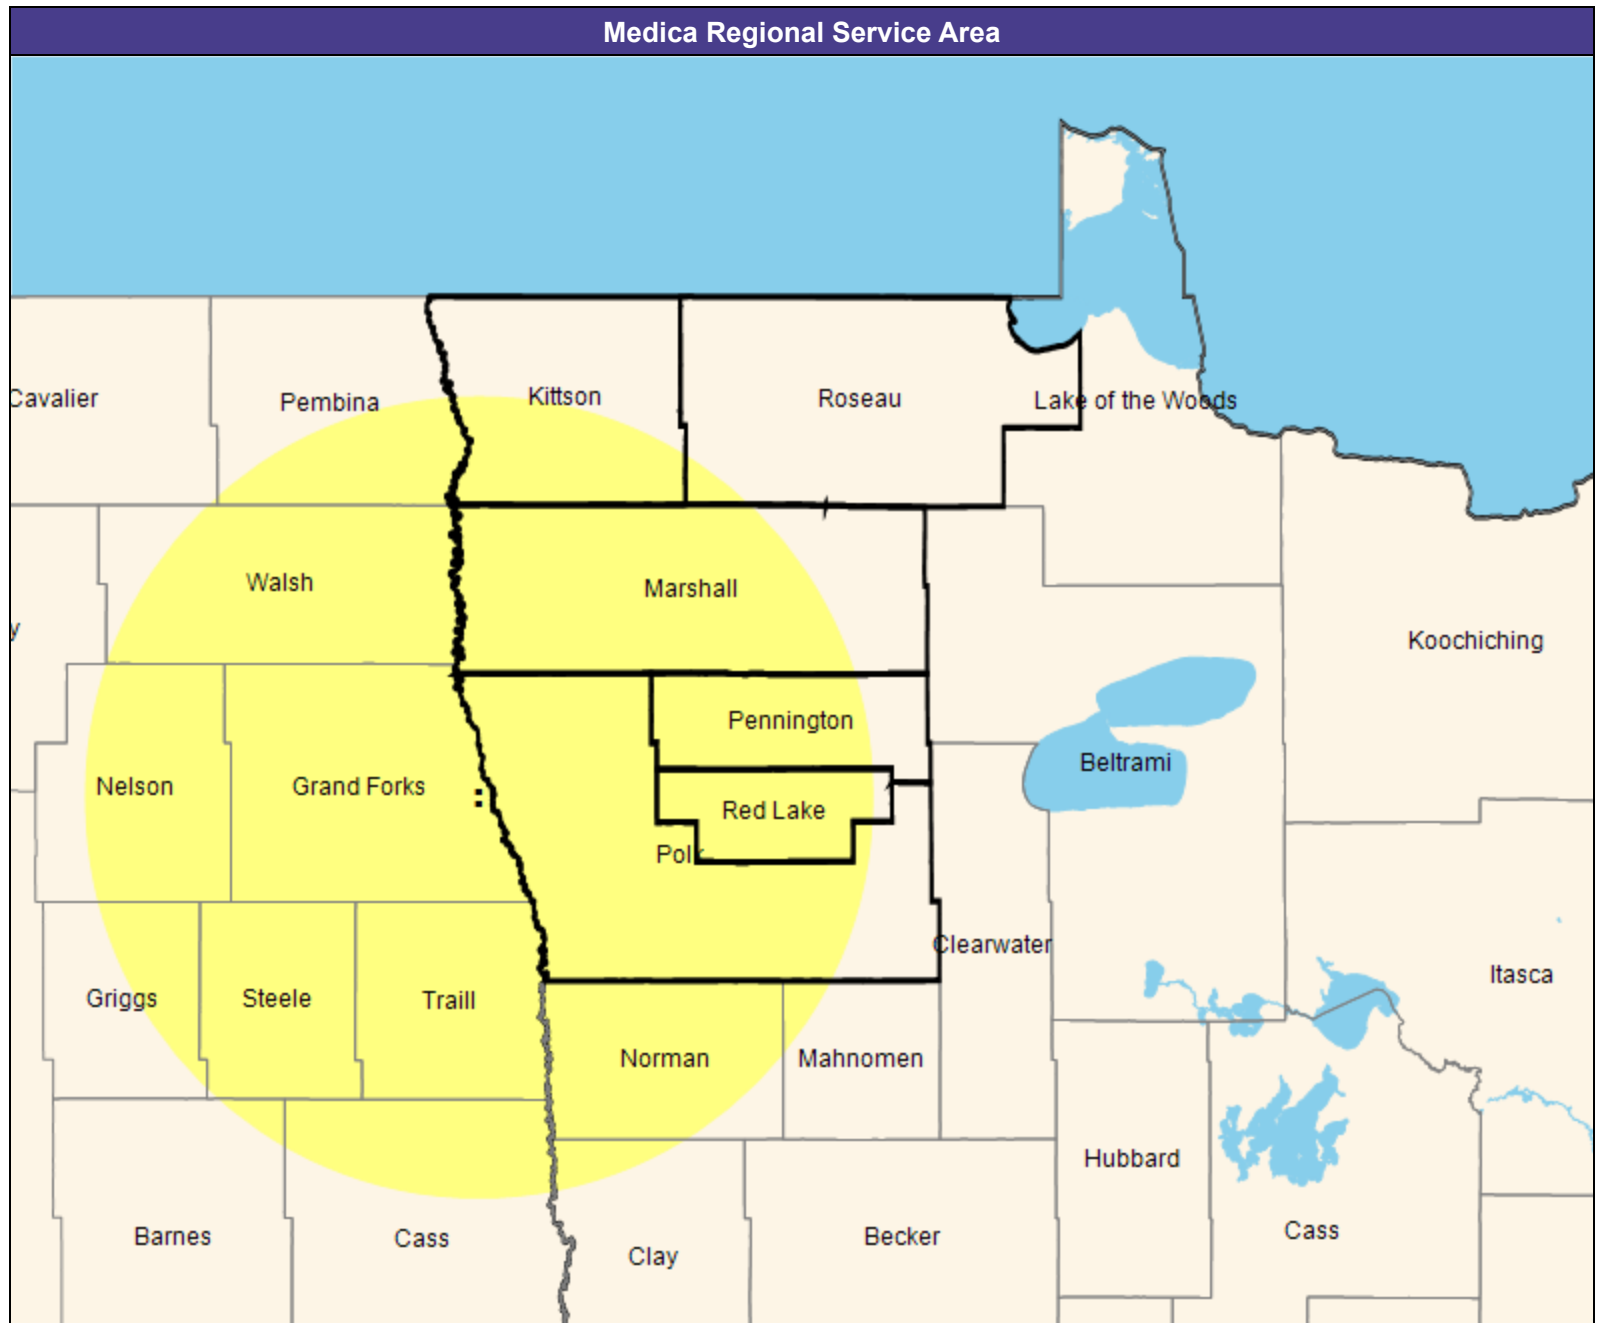 Medica Regional Service Area
Cavalier
Pembina
Kittson
Roseau
Lake of the Woods
Walsh
Marshall
y
Koochiching
Pennington
Nelson
Grand Forks
Beltrami
Red Lake
Polk
Clearwater
Itasca
Griggs
Steele
Traill
Norman
Mahnomen
Hubbard
Barnes
Cass
Clay
Becker
Cass